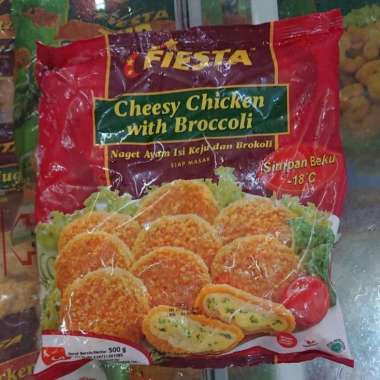 FIESTA
Cheesy Chicken
with Broccoli
Naget Ayam Isi Keju dan Brokoli
SIAP MASAK
Simpan Beku
-18°C
500 g